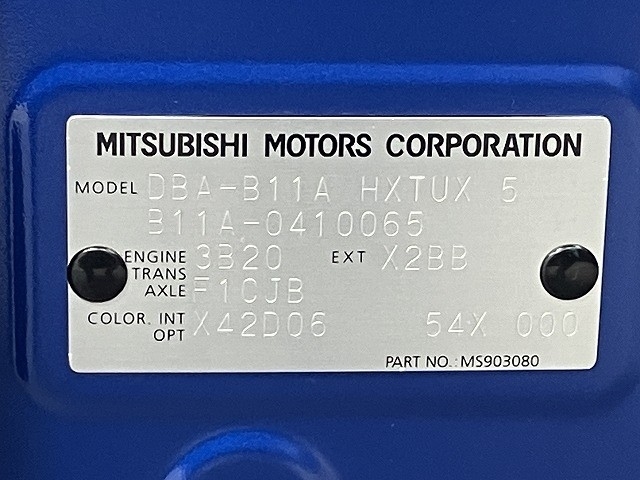 MITSUBISHI MOTORS CORPORATION
MODEL DBA-B11A HXTUX 5
B11A-0410065
ENGINE 3B20 EXT X2BB
TRANS
AXLE F1CJB
COLOR. INT X42D06 54X 000
OPT
PART NO.: MS903080